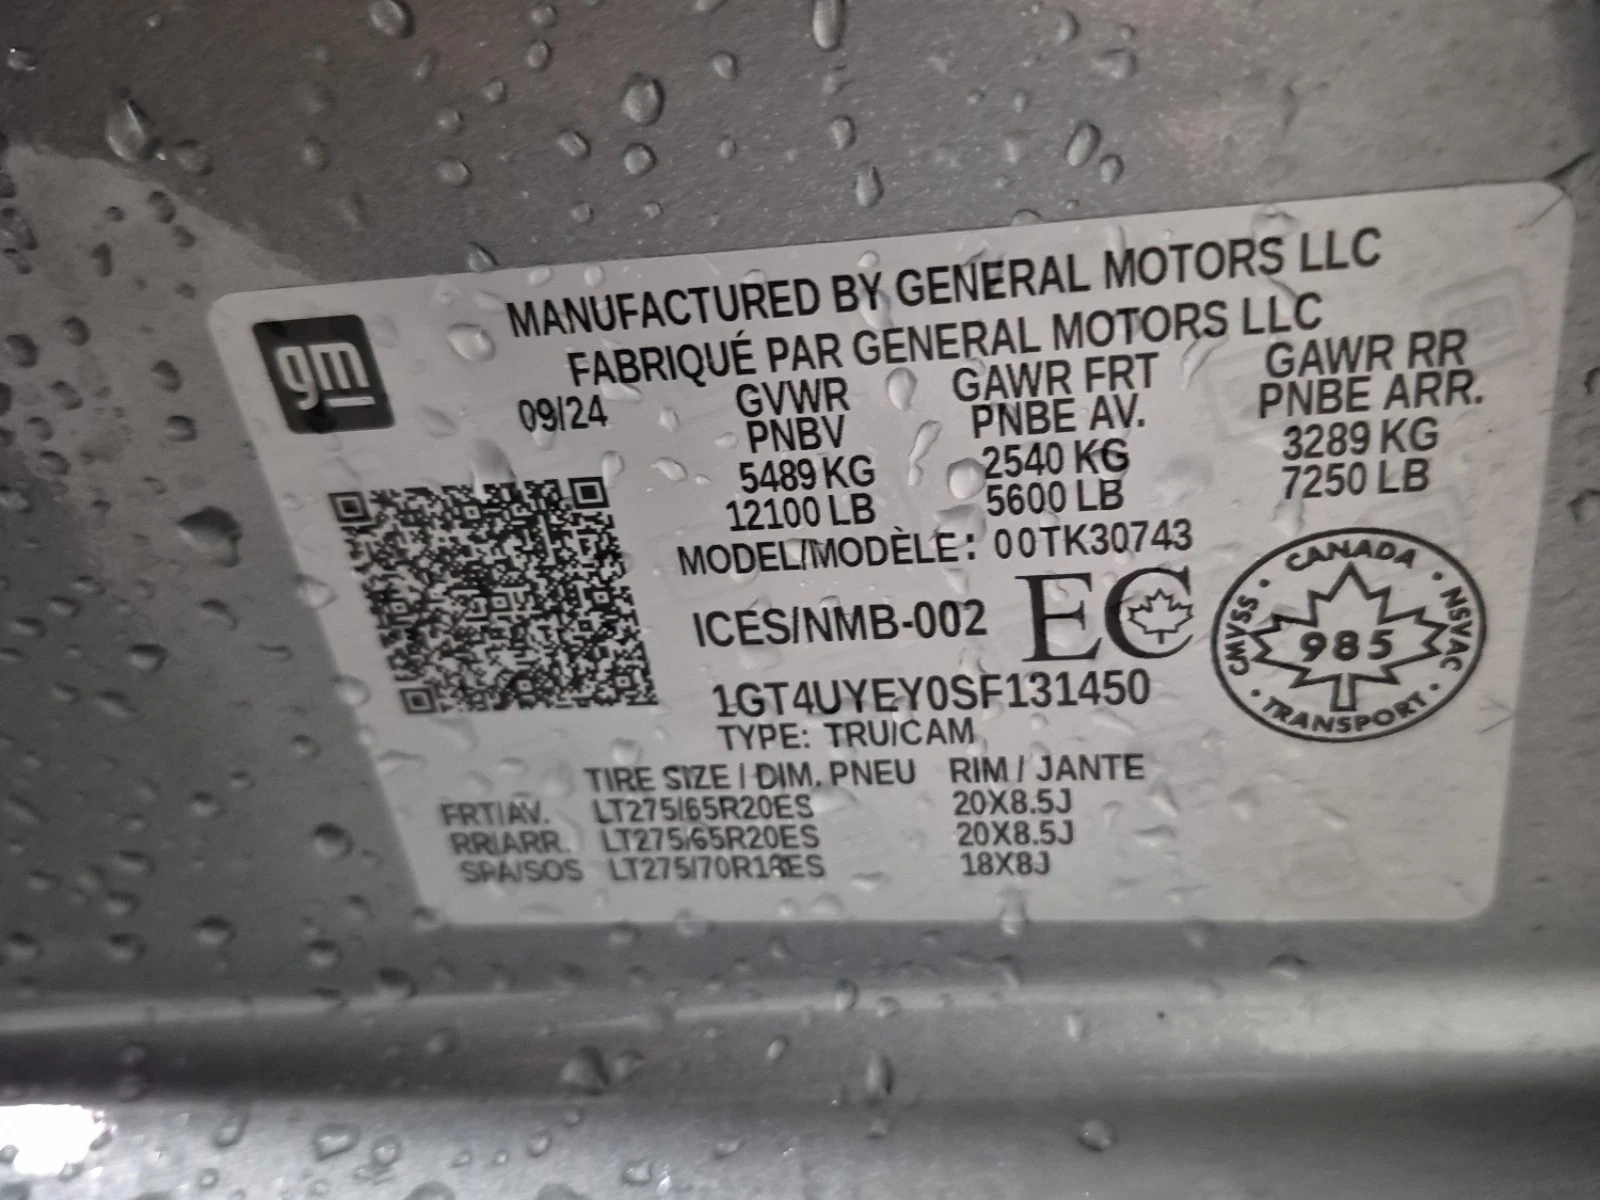 MANUFACTURED BY GENERAL MOTORS LLC
FABRIQUÉ PAR GENERAL MOTORS LLC
gm
09/24
GVWR
PNBV
5489 KG
12100 LB
GAWR FRT
PNBE AV.
2540 KG
5600 LB
GAWR RR
PNBE ARR.
3289 KG
7250 LB
MODEL/MODÈLE: 00TK30743
ICES/NMB-002 EC
CANADA
CMVSS 985 NSVAC
TRANSPORT
1GT4UYEY0SF131450
TYPE: TRU/CAM
TIRE SIZE / DIM. PNEU RIM / JANTE
FRT/AV. LT275/65R20ES 20X8.5J
RR/ARR. LT275/65R20ES 20X8.5J
SPA/SOS LT275/70R18ES 18X8J